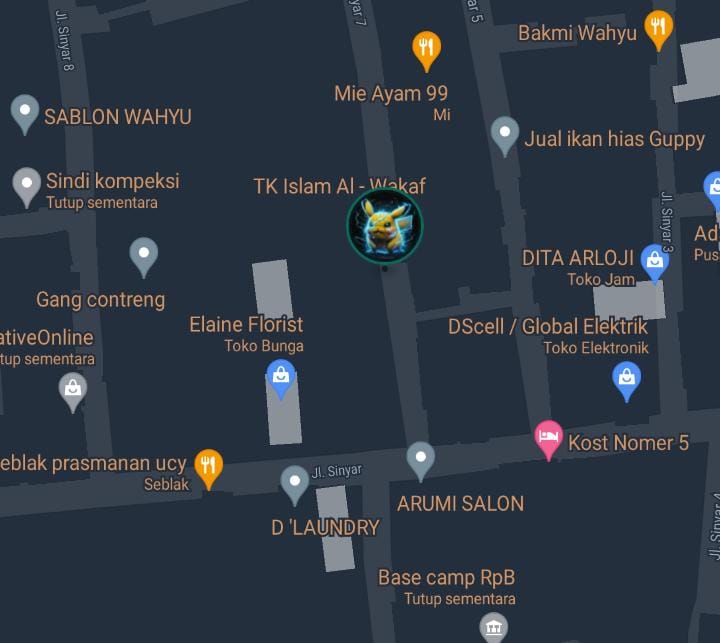 Jl. Sinyar 8
yar 7
yar 5
Bakmi Wahyu
Mie Ayam 99
Mi
SABLON WAHYU
Jual ikan hias Guppy
Sindi kompeksi
Tutup sementara
TK Islam Al - Wakaf
Jl. Sinyar 3
Ad
Pus
DITA ARLOJI
Toko Jam
Gang contreng
Elaine Florist
Toko Bunga
DScell / Global Elektrik
Toko Elektronik
ativeOnline
tup sementara
Kost Nomer 5
eblak prasmanan ucy
Seblak
Jl. Sinyar
ARUMI SALON
D 'LAUNDRY
Jl. Sinyar 4
Base camp RpB
Tutup sementara